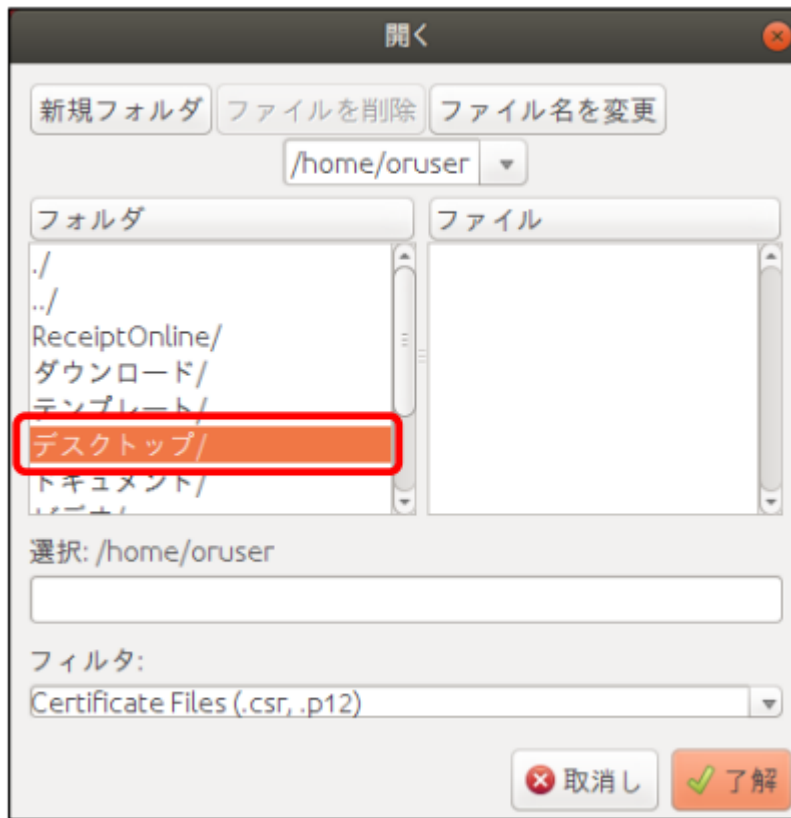 開く
新規フォルダ ファイルを削除 ファイル名を変更
/home/oruser
フォルダ ファイル
./
../
ReceiptOnline/
ダウンロード/
テンプレート/
デスクトップ/
ドキュメント/
ビデオ/
選択: /home/oruser
フィルタ:
Certificate Files (.csr, .p12)
取消し 了解